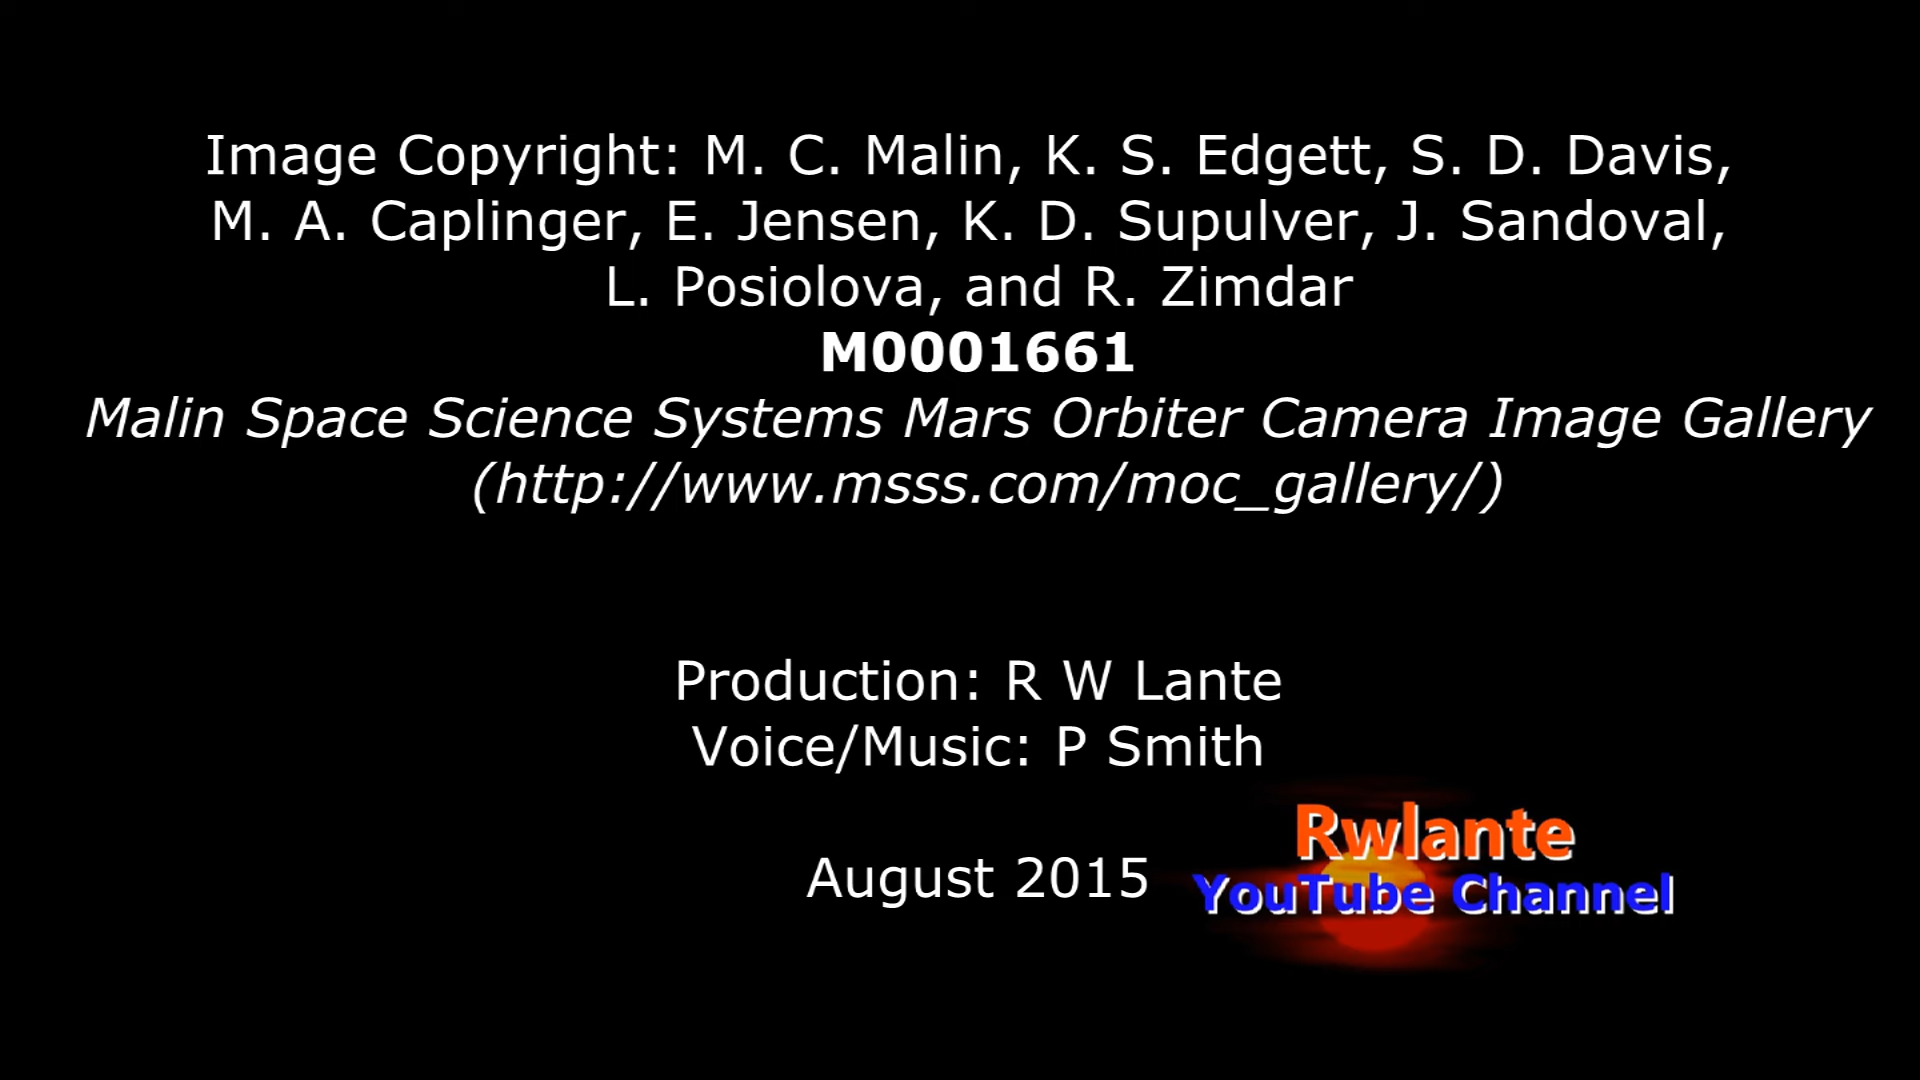 Image Copyright: M. C. Malin, K. S. Edgett, S. D. Davis,
M. A. Caplinger, E. Jensen, K. D. Supulver, J. Sandoval,
L. Posiolova, and R. Zimdar
M0001661
Malin Space Science Systems Mars Orbiter Camera Image Gallery
(http://www.msss.com/moc_gallery/)
Production: R W Lante
Voice/Music: P Smith
August 2015
Rwlante
YouTube Channel